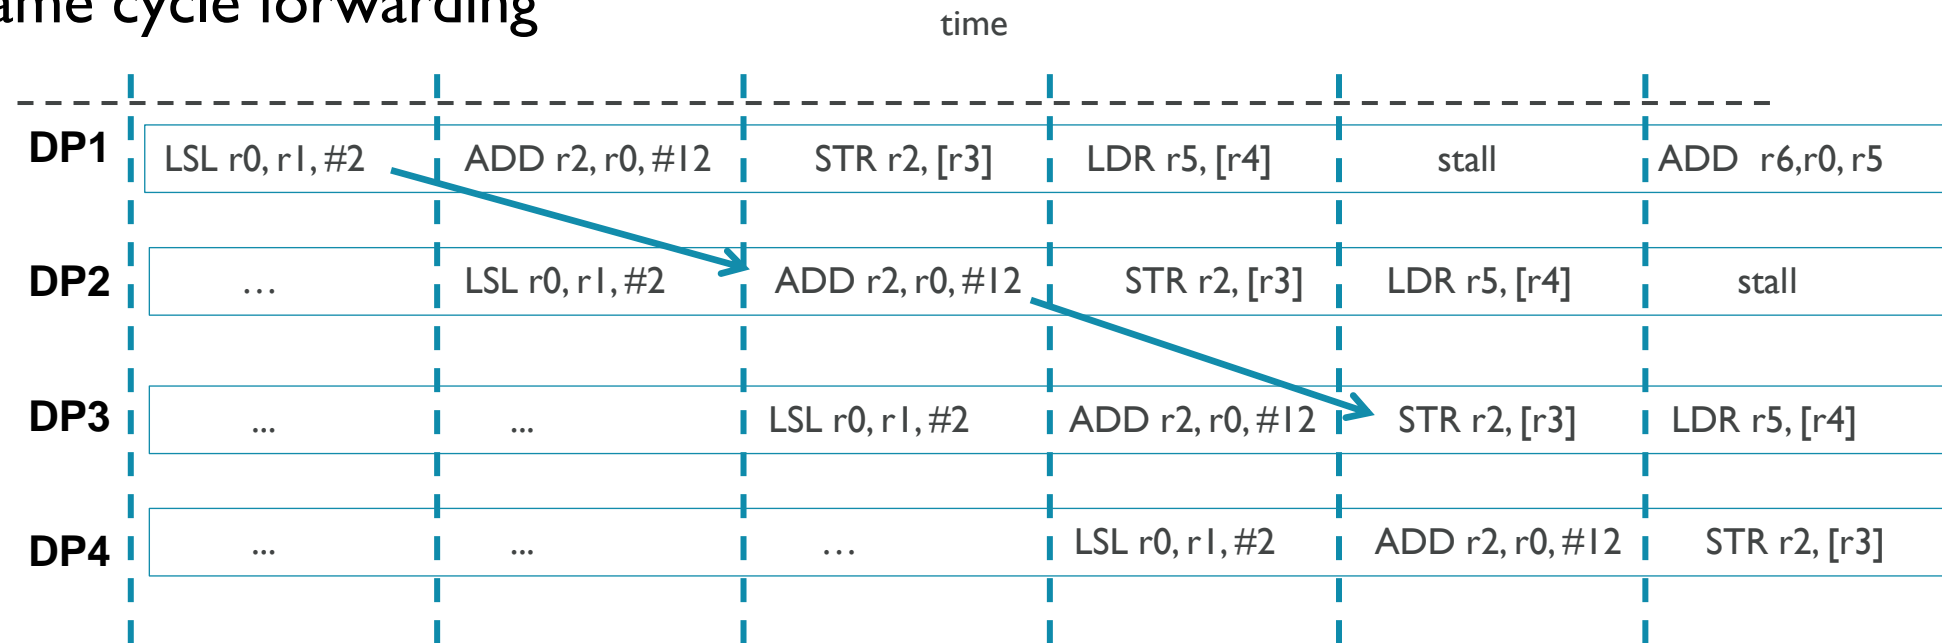 ame cycle forwarding
time
DP1 LSL r0, r1, #2 ADD r2, r0, #12 STR r2, [r3] LDR r5, [r4] stall ADD r6,r0, r5
DP2 … LSL r0, r1, #2 ADD r2, r0, #12 STR r2, [r3] LDR r5, [r4] stall
DP3 ... ... LSL r0, r1, #2 ADD r2, r0, #12 STR r2, [r3] LDR r5, [r4]
DP4 ... ... … LSL r0, r1, #2 ADD r2, r0, #12 STR r2, [r3]